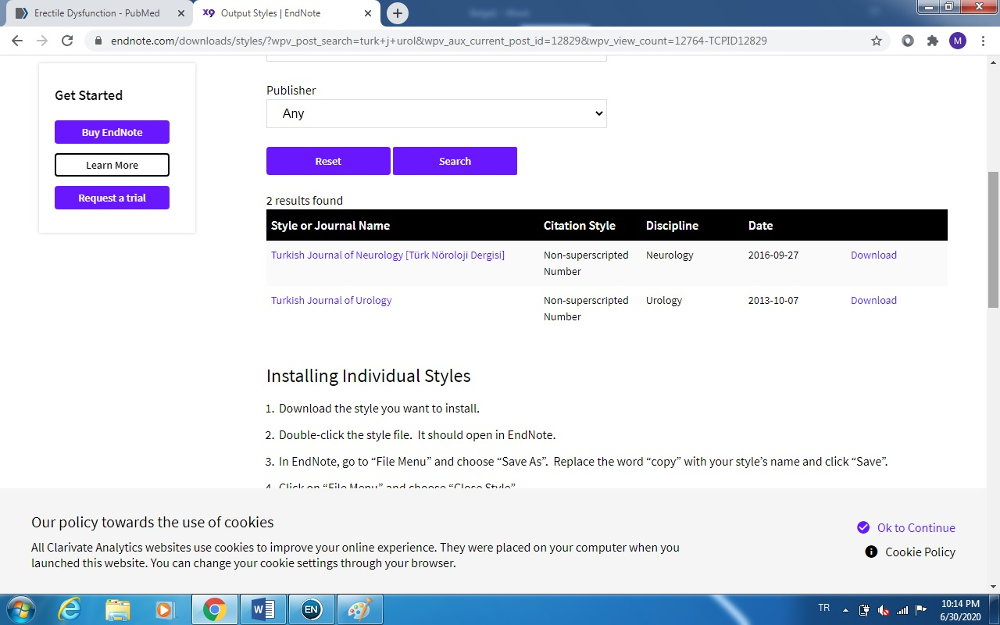 Erectile Dysfunction - PubMed
X9 Output Styles | EndNote
endnote.com/downloads/styles/?wpv_post_search=turk+j+urol&wpv_aux_current_post_id=12829&wpv_view_count=12764-TCPID12829
M
Get Started
Buy EndNote
Learn More
Request a trial
Publisher
Any
Reset Search
2 results found
Style or Journal Name Citation Style Discipline Date
Turkish Journal of Neurology [Türk Nöroloji Dergisi] Non-superscripted Number Neurology 2016-09-27 Download
Turkish Journal of Urology Non-superscripted Number Urology 2013-10-07 Download
Installing Individual Styles
1. Download the style you want to install.
2. Double-click the style file. It should open in EndNote.
3. In EndNote, go to “File Menu” and choose “Save As”. Replace the word “copy” with your style’s name and click “Save”.
4. Click on “File Menu” and choose “Close Style”.
Our policy towards the use of cookies
All Clarivate Analytics websites use cookies to improve your online experience. They were placed on your computer when you
launched this website. You can change your cookie settings through your browser.
Ok to Continue
Cookie Policy
EN
TR
10:14 PM
6/30/2020